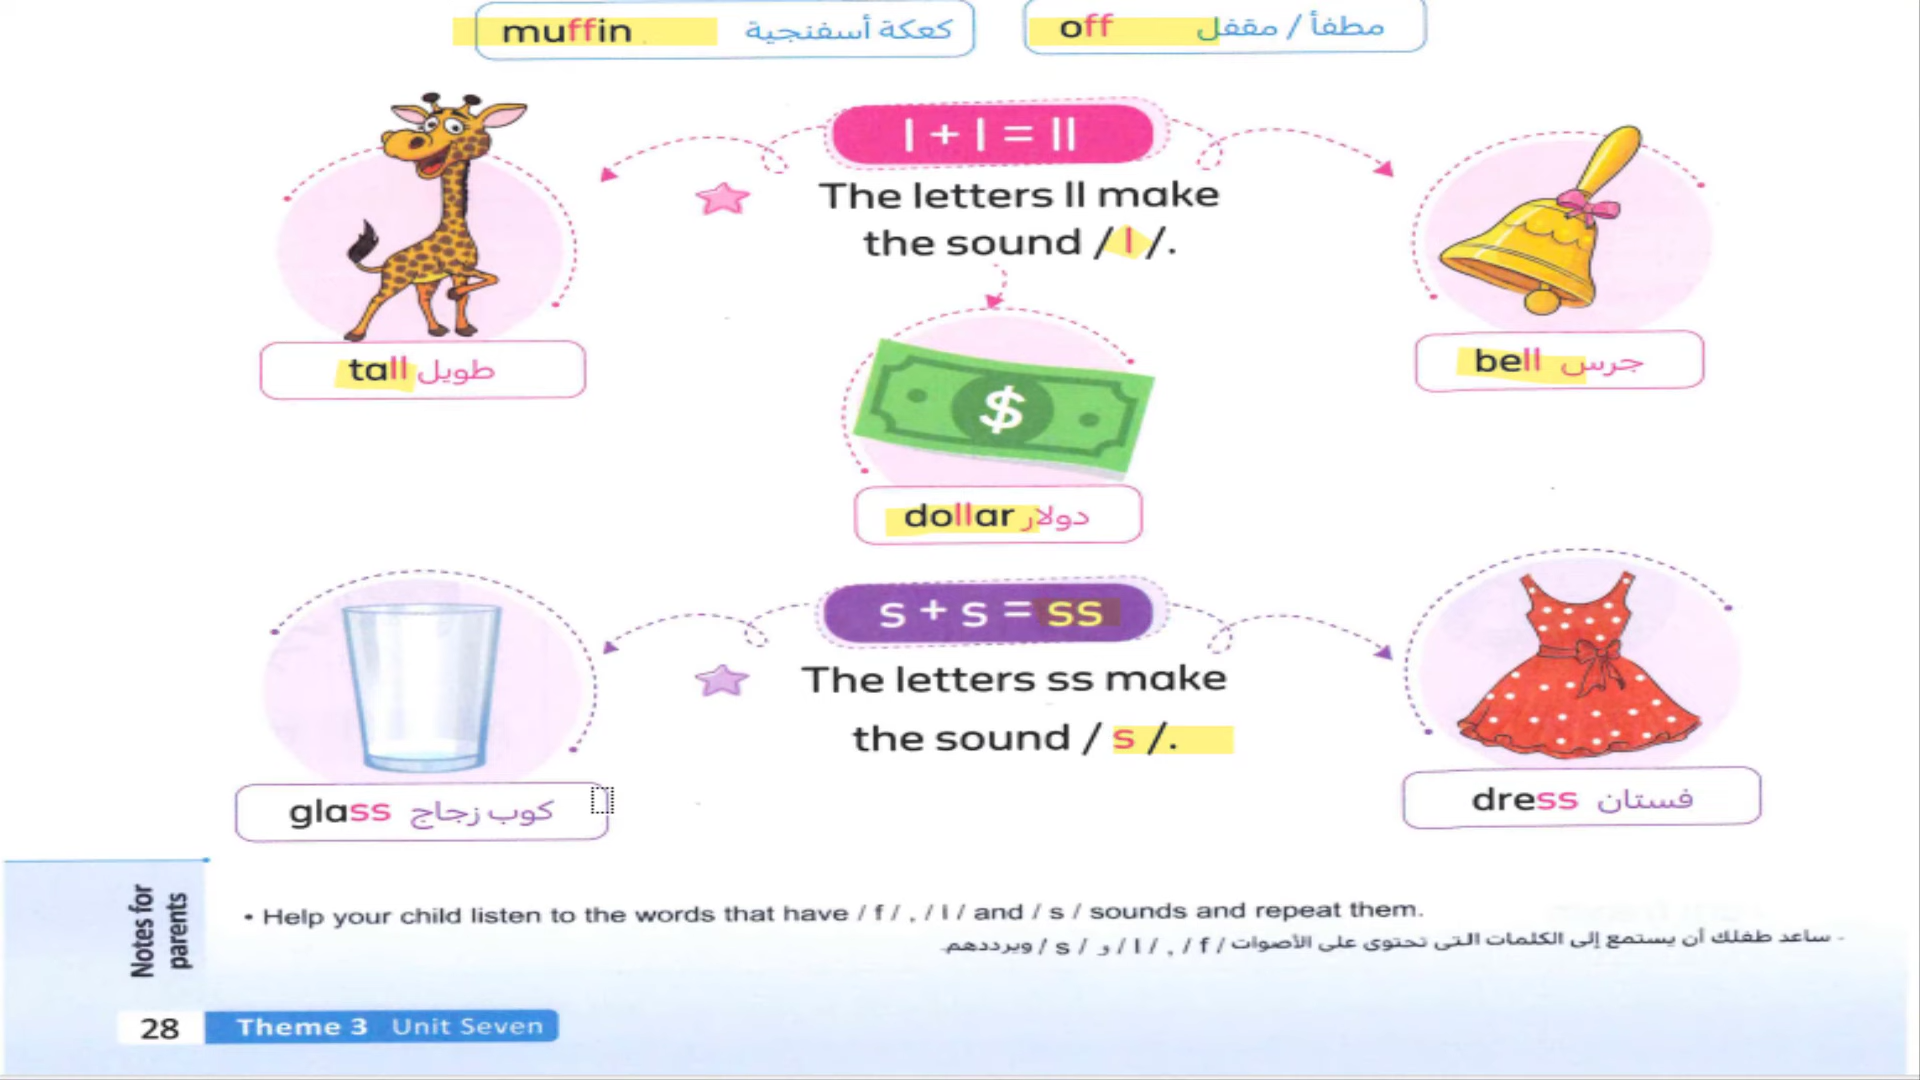 muffin كعكة أسفنجية
off مطفأ / مقفل
l + l = ll
The letters ll make
the sound / l /.
tall طويل
bell جرس
$
dollar دولار
s + s = ss
The letters ss make
the sound / s /.
glass كوب زجاج
dress فستان
Notes for
parents
• Help your child listen to the words that have / f / , / l / and / s / sounds and repeat them.
- ساعد طفلك أن يستمع إلى الكلمات التى تحتوى على الأصوات / f / , / l / و / s / ويرددهم.
28 Theme 3 Unit Seven